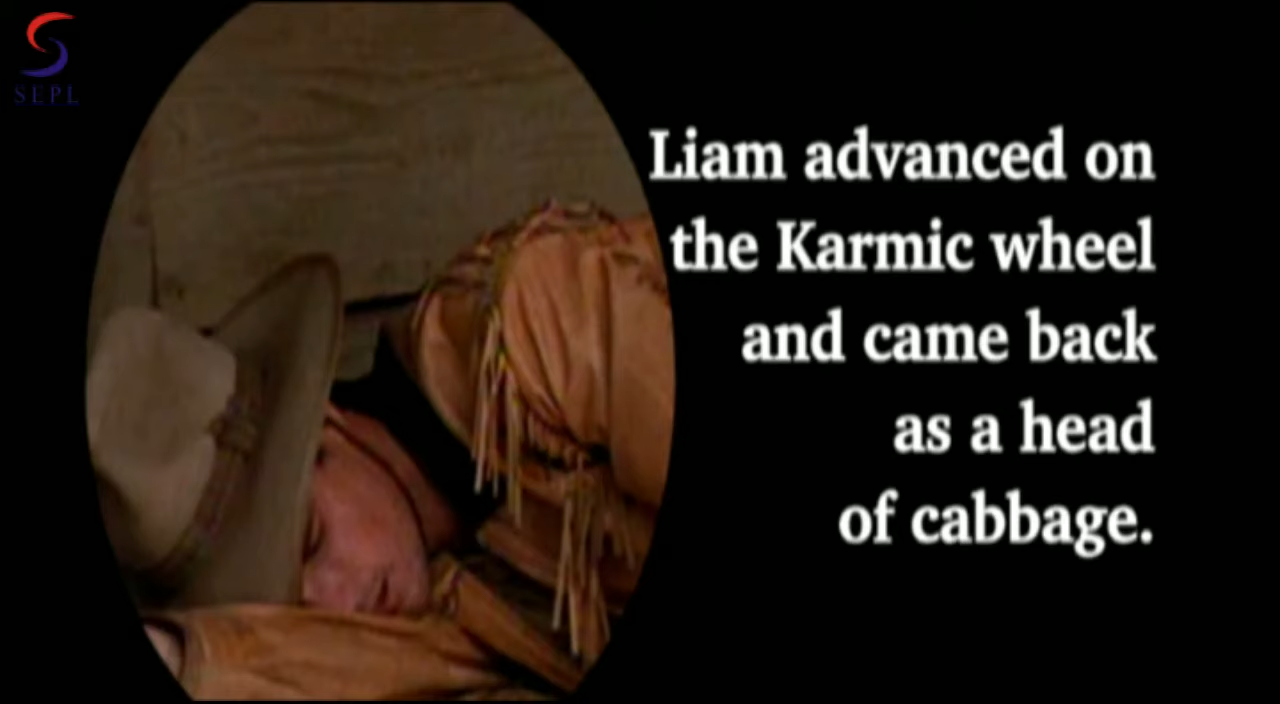 SEPL
Liam advanced on
the Karmic wheel
and came back
as a head
of cabbage.